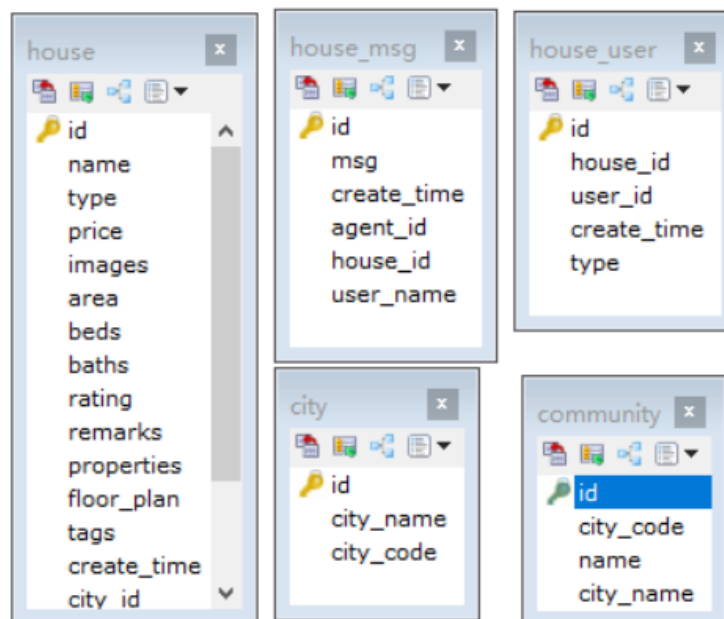 house
id
name
type
price
images
area
beds
baths
rating
remarks
properties
floor_plan
tags
create_time
city_id
house_msg
id
msg
create_time
agent_id
house_id
user_name
house_user
id
house_id
user_id
create_time
type
city
id
city_name
city_code
community
id
city_code
name
city_name